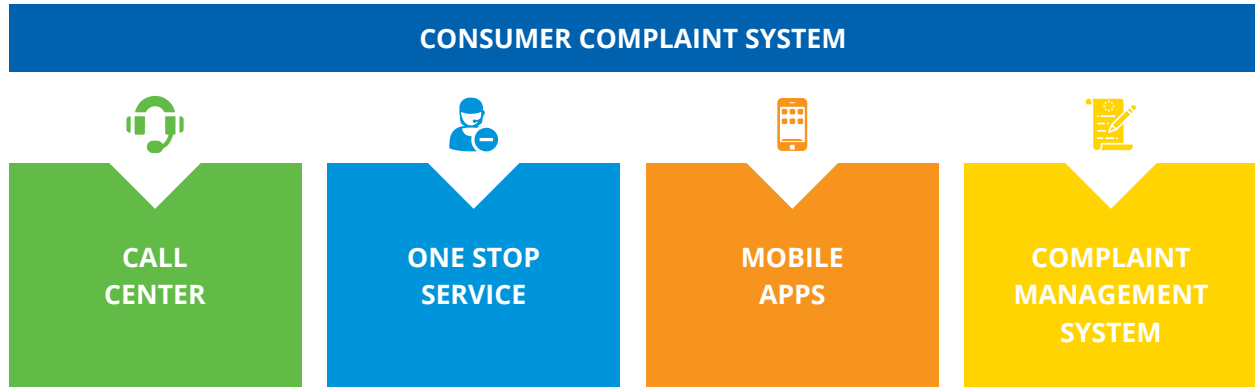 CONSUMER COMPLAINT SYSTEM
CALL
CENTER
ONE STOP
SERVICE
MOBILE
APPS
COMPLAINT
MANAGEMENT
SYSTEM